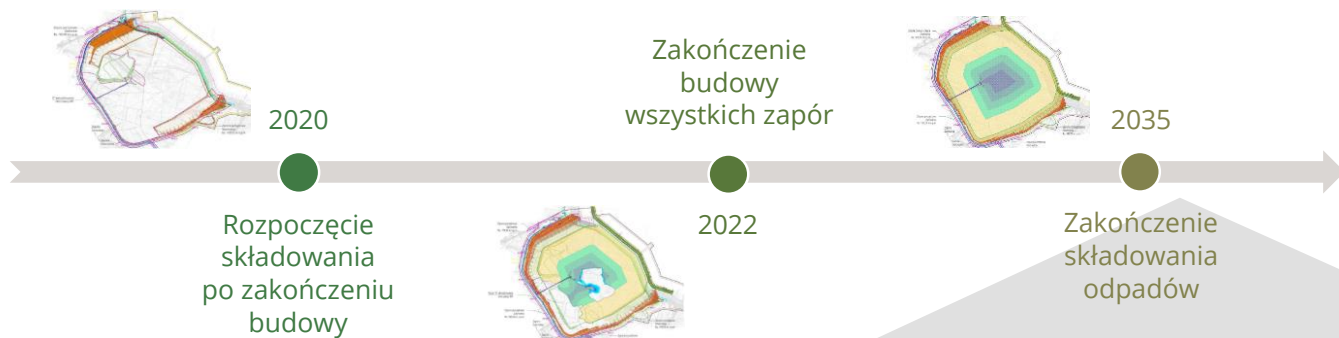 2020
Rozpoczęcie
składowania
po zakończeniu
budowy
Zakończenie
budowy
wszystkich zapór
2022
2035
Zakończenie
składowania
odpadów